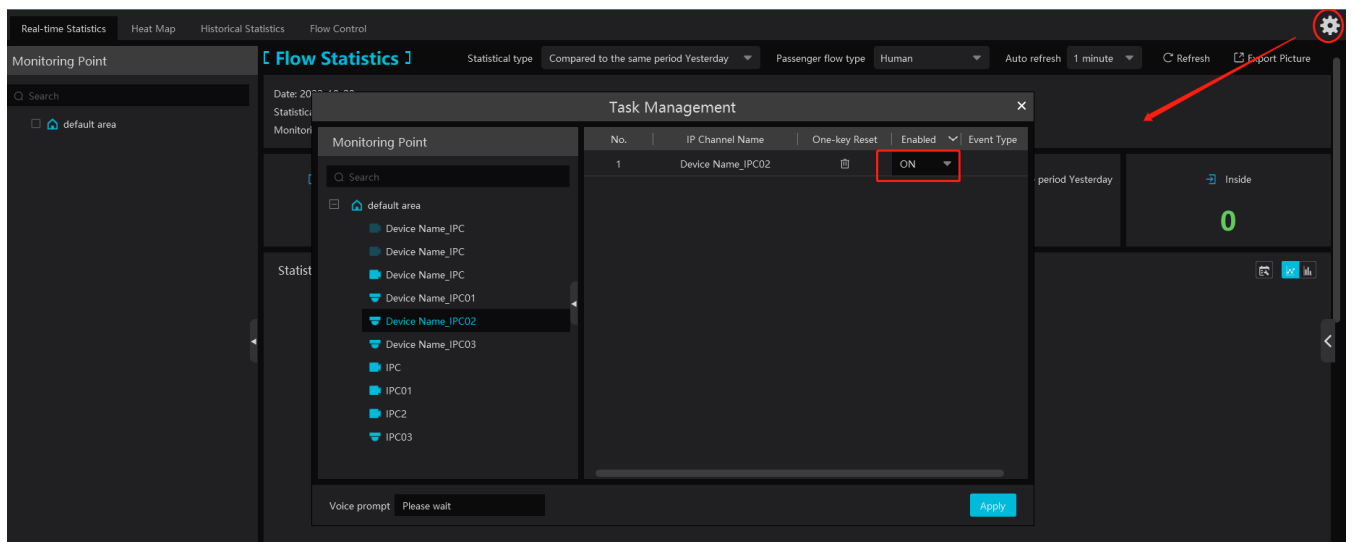 Real-time Statistics Heat Map Historical Statistics Flow Control
Monitoring Point
Search
default area
[ Flow Statistics ] Statistical type Compared to the same period Yesterday Passenger flow type Human Auto refresh 1 minute Refresh Export Picture
Date:
Task Management
Monitoring Point
Search
default area
Device Name_IPC
Device Name_IPC
Device Name_IPC
Device Name_IPC01
Device Name_IPC02
Device Name_IPC03
IPC
IPC01
IPC2
IPC03
No. IP Channel Name One-key Reset Enabled Event Type
1 Device Name_IPC02 ON
Voice prompt Please wait
Apply
period Yesterday
Inside
0
Statist